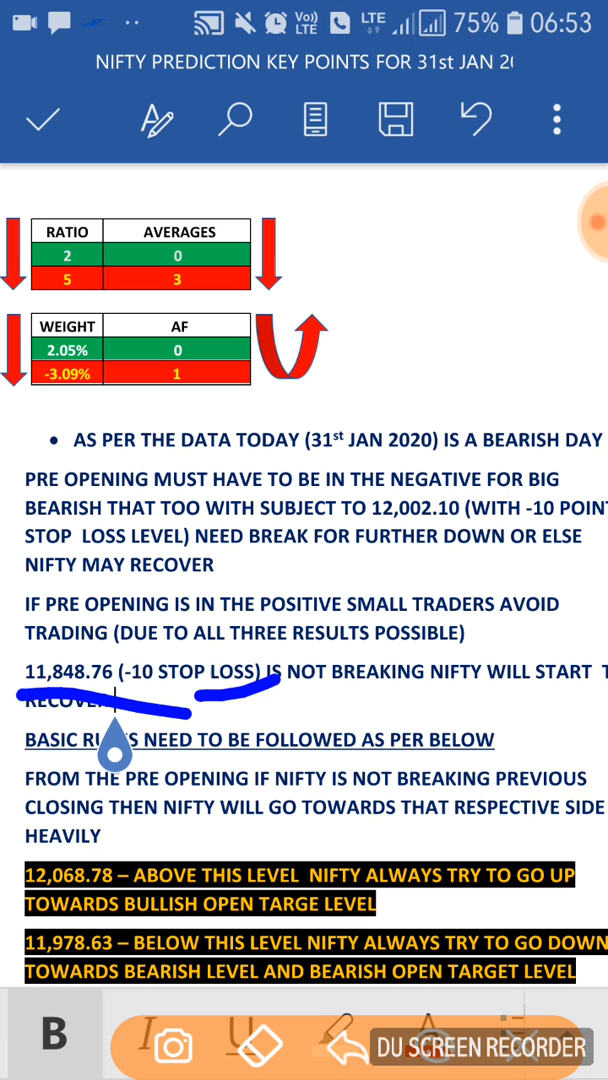 Vo)) LTE LTE 75% 06:53
NIFTY PREDICTION KEY POINTS FOR 31st JAN
RATIO AVERAGES
2 0
5 3
WEIGHT AF
2.05% 0
-3.09% 1
• AS PER THE DATA TODAY (31st JAN 2020) IS A BEARISH DAY
PRE OPENING MUST HAVE TO BE IN THE NEGATIVE FOR BIG
BEARISH THAT TOO WITH SUBJECT TO 12,002.10 (WITH -10 POINT
STOP LOSS LEVEL) NEED BREAK FOR FURTHER DOWN OR ELSE
NIFTY MAY RECOVER
IF PRE OPENING IS IN THE POSITIVE SMALL TRADERS AVOID
TRADING (DUE TO ALL THREE RESULTS POSSIBLE)
11,848.76 (-10 STOP LOSS) IS NOT BREAKING NIFTY WILL START
RECOVER
BASIC RULES NEED TO BE FOLLOWED AS PER BELOW
FROM THE PRE OPENING IF NIFTY IS NOT BREAKING PREVIOUS
CLOSING THEN NIFTY WILL GO TOWARDS THAT RESPECTIVE SIDE
HEAVILY
12,068.78 – ABOVE THIS LEVEL NIFTY ALWAYS TRY TO GO UP
TOWARDS BULLISH OPEN TARGE LEVEL
11,978.63 – BELOW THIS LEVEL NIFTY ALWAYS TRY TO GO DOWN
TOWARDS BEARISH LEVEL AND BEARISH OPEN TARGET LEVEL
B I U A
DU SCREEN RECORDER